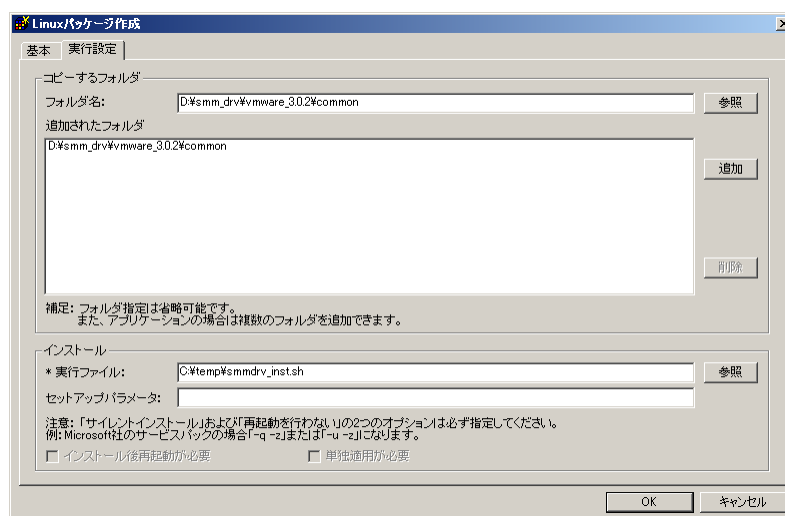 Linuxパッケージ作成
基本 実行設定
コピーするフォルダ
フォルダ名: D:¥smm_drv¥vmware_3.0.2¥common 参照
追加されたフォルダ
D:¥smm_drv¥vmware_3.0.2¥common
追加
削除
補足: フォルダ指定は省略可能です。
また、アプリケーションの場合は複数のフォルダを追加できます。
インストール
* 実行ファイル: C:¥temp¥smmdrv_inst.sh 参照
セットアップパラメータ:
注意: 「サイレントインストール」および「再起動を行わない」の2つのオプションは必ず指定してください。
例: Microsoft社のサービスパックの場合「-q -z」または「-u -z」になります。
インストール後再起動が必要 単独適用が必要
OK キャンセル